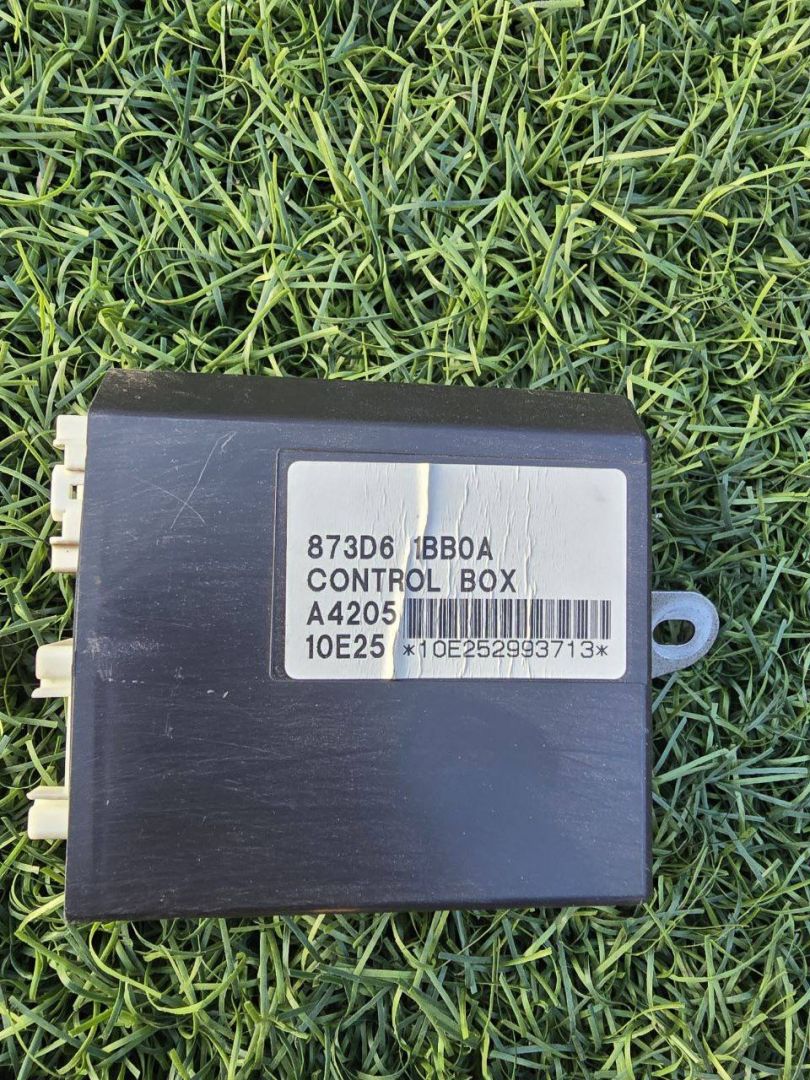 873D6 1BB0A
CONTROL BOX
A4205
10E25 *10E252993713*